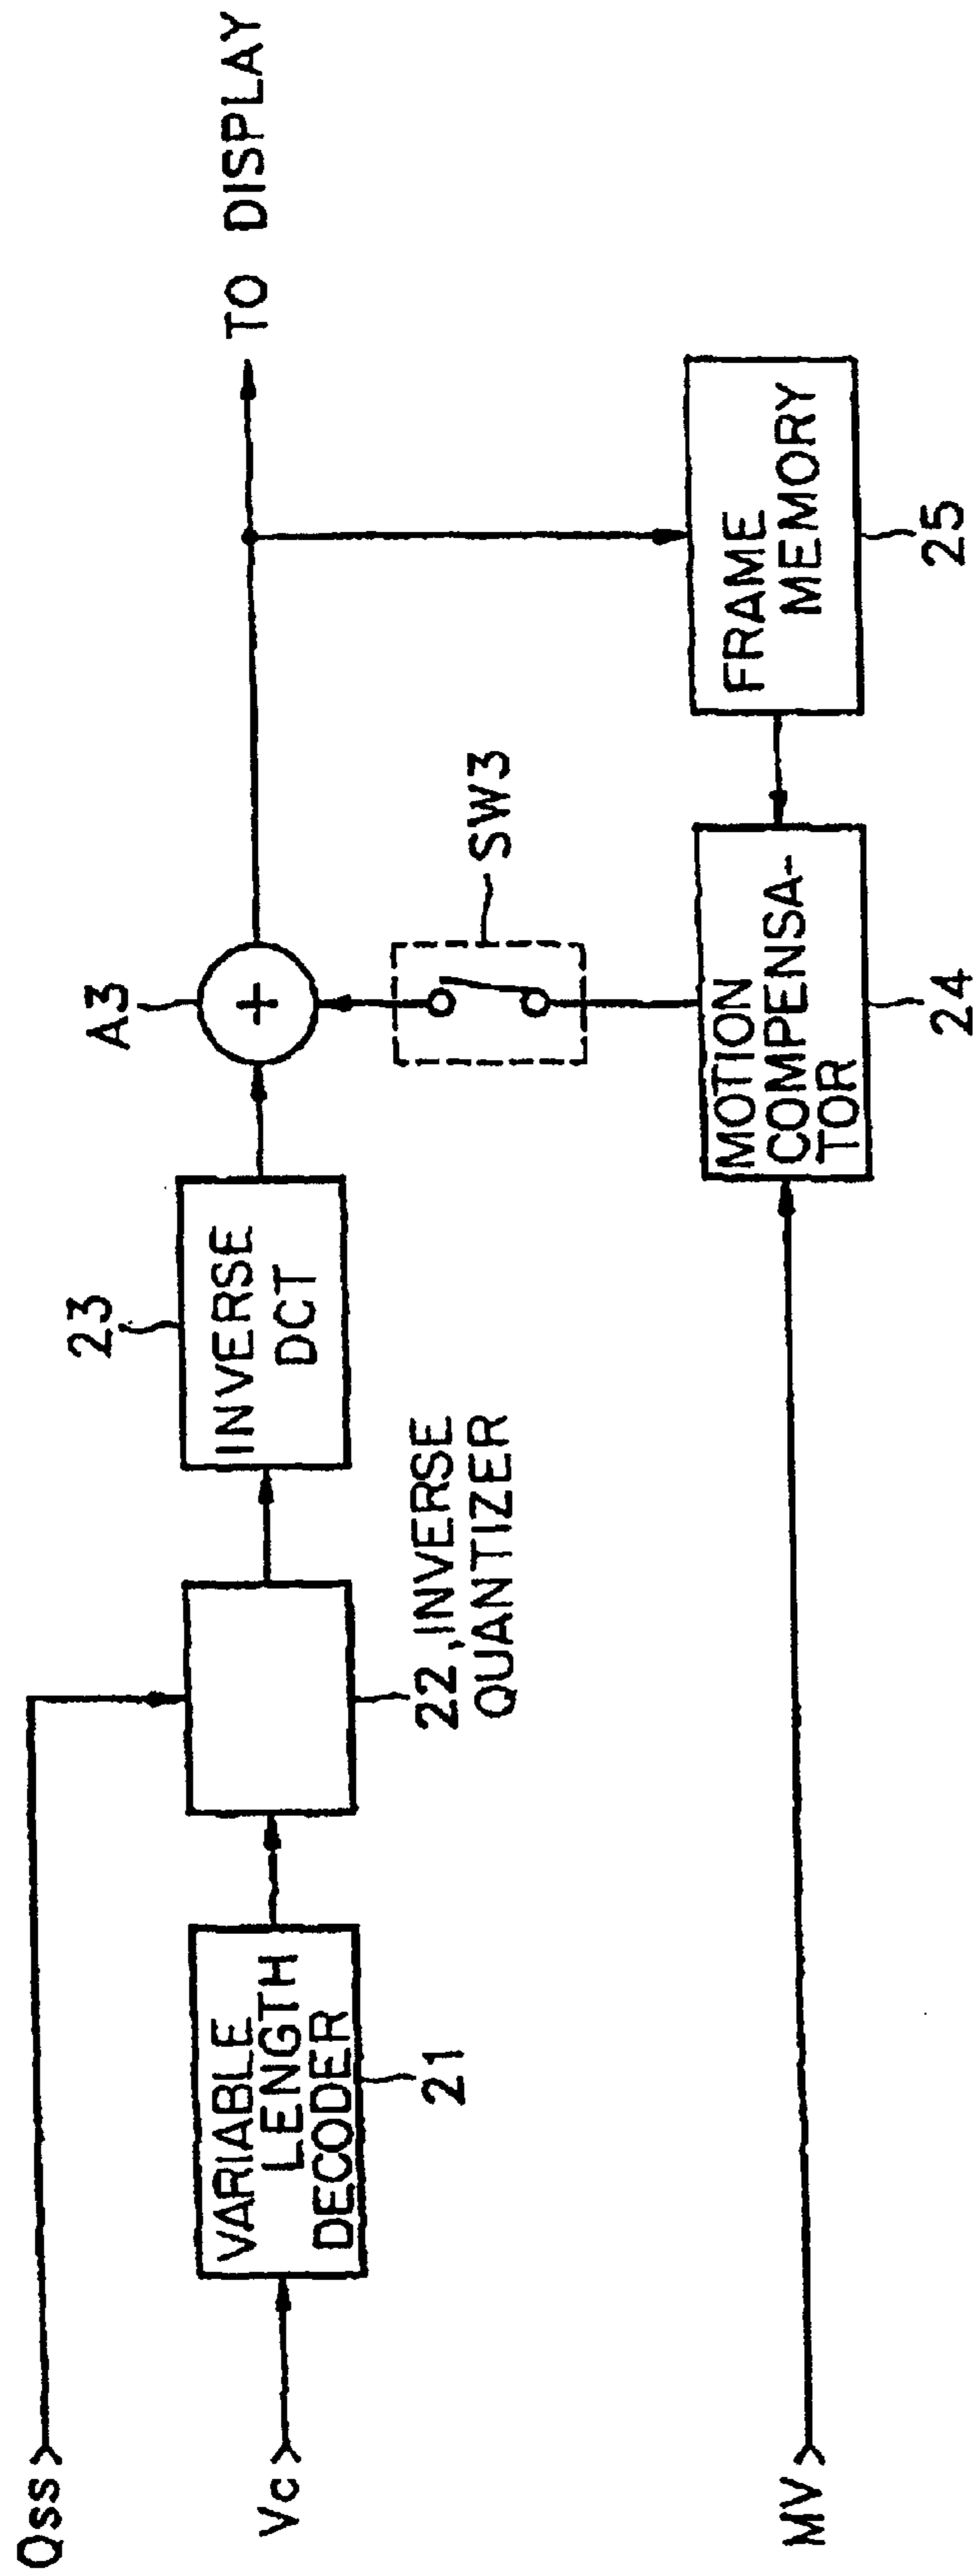 Qss
Vc
MV
VARIABLE
LENGTH
DECODER
21
22, INVERSE
QUANTIZER
23
INVERSE
DCT
A3
+
SW3
TO DISPLAY
MOTION
COMPENSA-
TOR
24
FRAME
MEMORY
25